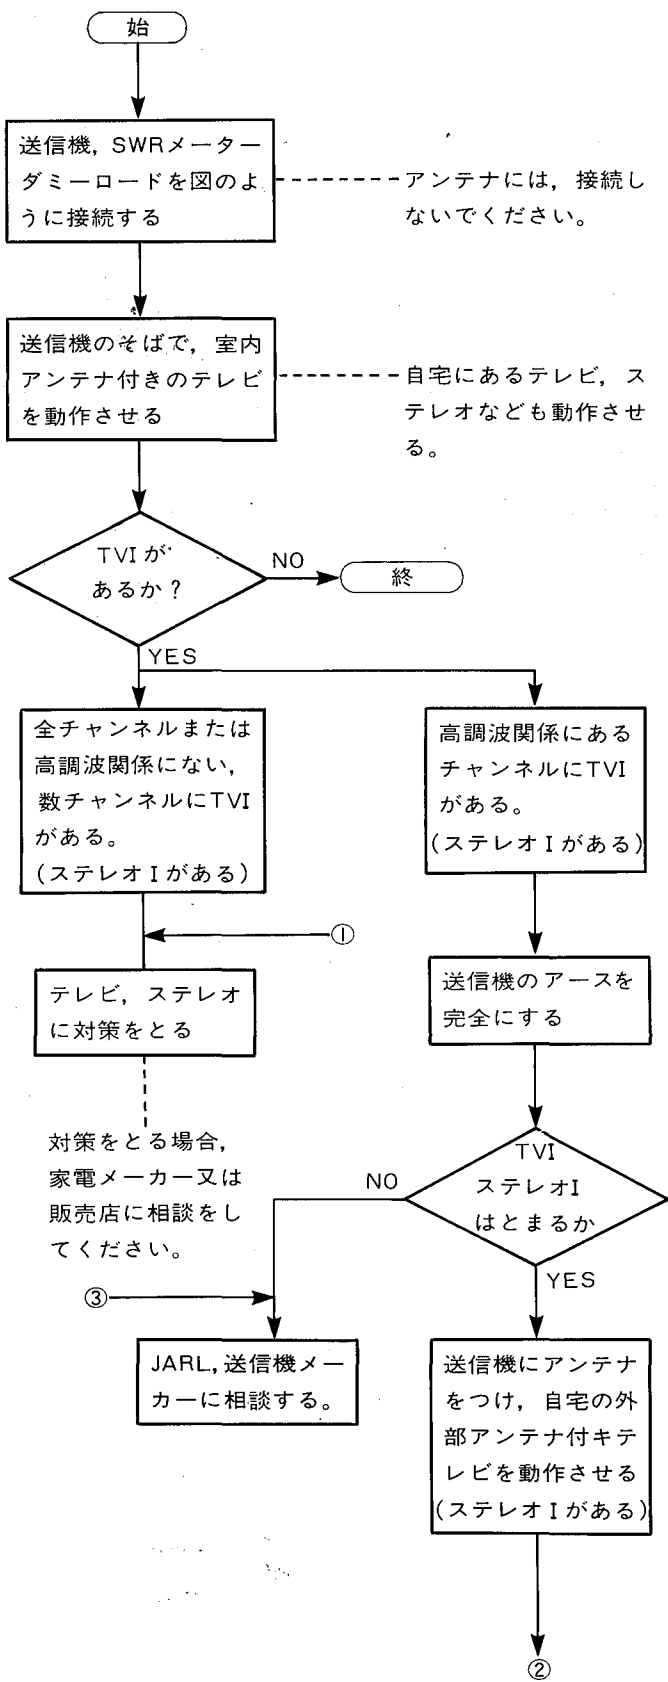 始
送信機，SWRメーター
ダミーロードを図のよ
うに接続する
アンテナには，接続し
ないでください。
送信機のそばで，室内
アンテナ付きのテレビ
を動作させる
自宅にあるテレビ，ス
テレオなども動作させ
る。
TVIが
あるか？
NO
終
YES
全チャンネルまたは
高調波関係にない，
数チャンネルにTVI
がある。
(ステレオIがある)
高調波関係にある
チャンネルにTVI
がある。
(ステレオIがある)
①
テレビ，ステレオ
に対策をとる
送信機のアースを
完全にする
対策をとる場合，
家電メーカー又は
販売店に相談をし
てください。
TVI
ステレオI
はとまるか
NO
YES
③
JARL，送信機メー
カーに相談する。
送信機にアンテナ
をつけ，自宅の外
部アンテナ付キテ
レビを動作させる
(ステレオIがある)
②